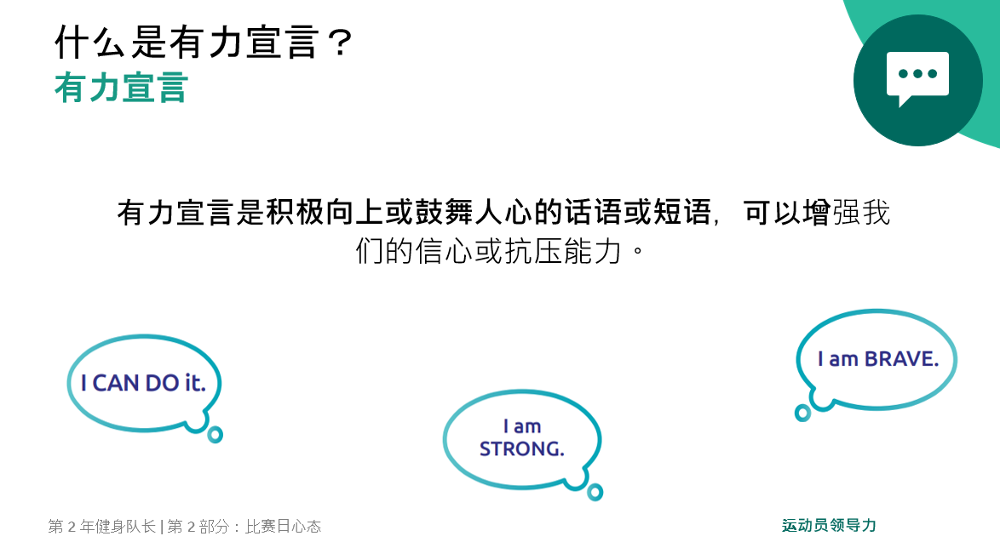 什么是有力宣言？
有力宣言
有力宣言是积极向上或鼓舞人心的话语或短语，可以增强我
们的信心或抗压能力。
I CAN DO it.
I am
STRONG.
I am BRAVE.
第 2 年健身队长 | 第 2 部分：比赛日心态
运动员领导力